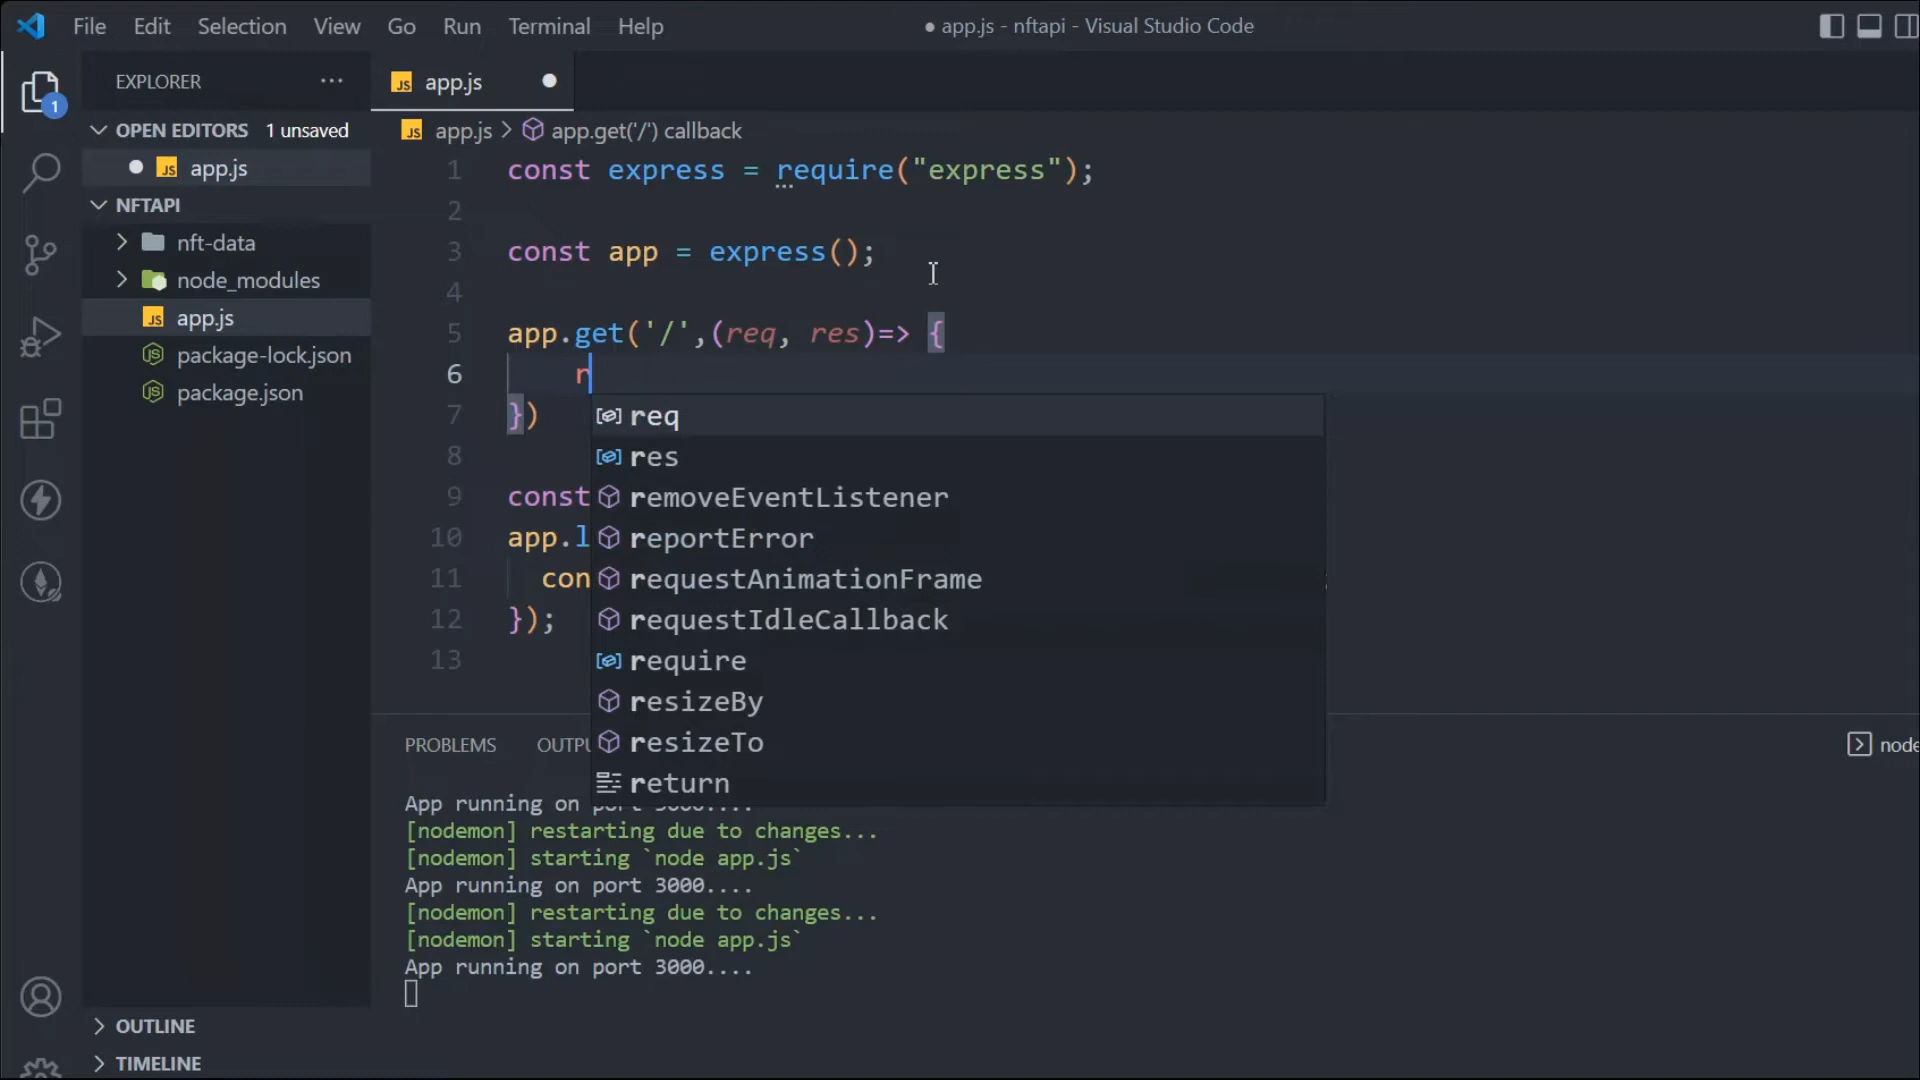 File Edit Selection View Go Run Terminal Help
● app.js - nftapi - Visual Studio Code
EXPLORER ...
1
OPEN EDITORS 1 unsaved
JS app.js
NFTAPI
nft-data
node_modules
JS app.js
package-lock.json
package.json
OUTLINE
TIMELINE
JS app.js
JS app.js > app.get('/') callback
1 const express = require("express");
2
3 const app = express();
4
5 app.get('/',(req, res)=> {
6 r
7 })
8
9 const
10 app.l
11 con
12 });
13
req
res
removeEventListener
reportError
requestAnimationFrame
requestIdleCallback
require
resizeBy
resizeTo
return
PROBLEMS OUTPU
node
App running on port 3000....
[nodemon] restarting due to changes...
[nodemon] starting `node app.js`
App running on port 3000....
[nodemon] restarting due to changes...
[nodemon] starting `node app.js`
App running on port 3000....